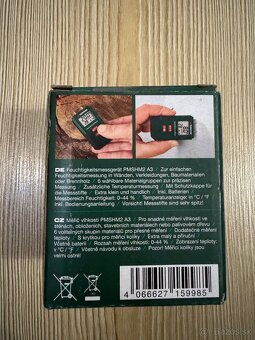 DE Feuchtigkeitsmessgerät PMSHM2 A3 // Zur einfachen
Feuchtigkeitsmessung in Wänden, Verkleidungen, Baumaterialien
oder Brennholz / 6 wählbare Materialgruppen zur präzisen
Messung / Zusätzliche Temperaturmessung / Mit Schutzkappe für
die Messstifte / Extra klein und handlich / Inkl. Batterien /
Messbereich Feuchtigkeit: 0-44 % / Temperaturanzeige: in °C / °F /
Inkl. Bedienungsanleitung / Vorsicht! Messstifte sind sehr spitz!
CZ Měřič vlhkosti PMSHM2 A3 // Pro snadné měření vlhkosti ve
stěnách, obloženích, stavebních materiálech nebo palivovém dřevu /
6 volitelných skupin materiálů pro přesné měření / Dodatečné měření
teploty / S krytkou pro měřicí kolíky / Extra malý a příruční /
Včetně baterií / Rozsah měření vlhkosti: 0-44 % / Zobrazení teploty:
v °C / °F / Včetně návodu k obsluze / Pozor! Měřicí kolíky jsou
velmi ostré!
4 066627 159985